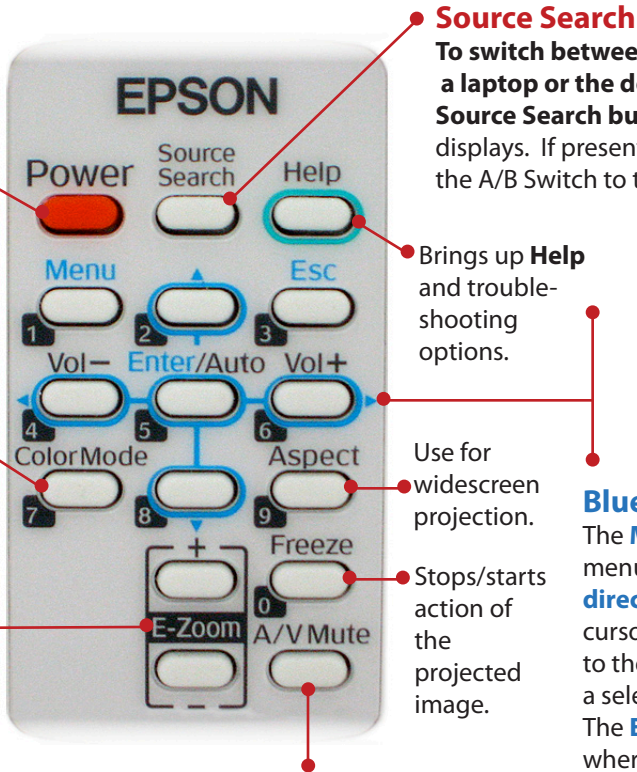 Source Search
To switch betwee
a laptop or the d
Source Search bu
displays. If present
the A/B Switch to t
EPSON
Power
Source
Search
Help
Menu
Esc
1
2
3
Vol−
Enter/Auto
Vol+
4
5
6
ColorMode
Aspect
7
8
9
+
Freeze
0
E-Zoom
A/V Mute
−
Brings up Help
and trouble-
shooting
options.
Use for
widescreen
projection.
Stops/starts
action of
the
projected
image.
Blue
The
menu
direc
curso
to the
a sele
The
wher